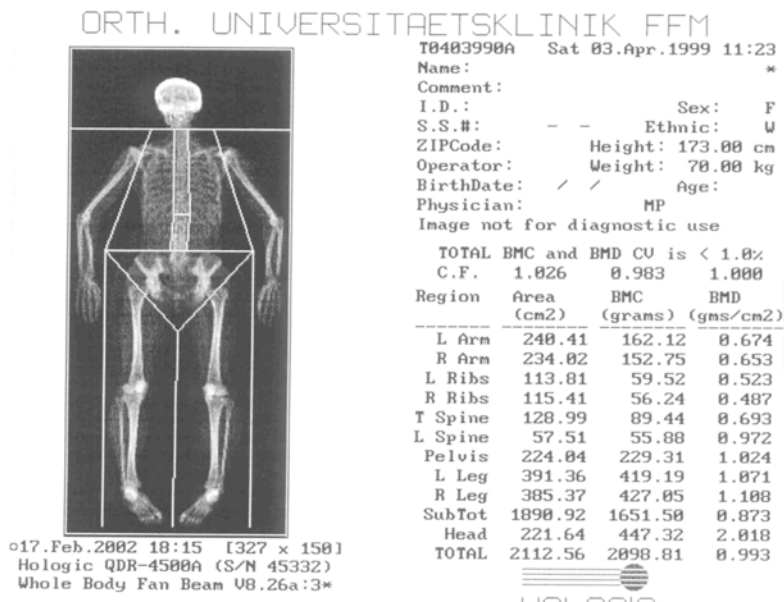 ORTH. UNIVERSITAETSKLINIK FFM
T0403990A Sat 03.Apr.1999 11:23
Name: *
Comment:
I.D.: Sex: F
S.S.#: - - Ethnic: W
ZIPCode: Height: 173.00 cm
Operator: Weight: 70.00 kg
BirthDate: / / Age:
Physician: MP
Image not for diagnostic use
TOTAL BMC and BMD CV is < 1.0%
C.F. 1.026 0.983 1.000
Region Area BMC BMD
(cm2) (grams) (gms/cm2)
L Arm 240.41 162.12 0.674
R Arm 234.02 152.75 0.653
L Ribs 113.81 59.52 0.523
R Ribs 115.41 56.24 0.487
T Spine 128.99 89.44 0.693
L Spine 57.51 55.88 0.972
Pelvis 224.04 229.31 1.024
L Leg 391.36 419.19 1.071
R Leg 385.37 427.05 1.108
SubTot 1890.92 1651.50 0.873
Head 221.64 447.32 2.018
TOTAL 2112.56 2098.81 0.993
17.Feb.2002 18:15 [327 x 150]
Hologic QDR-4500A (S/N 45332)
Whole Body Fan Beam V8.26a:3*